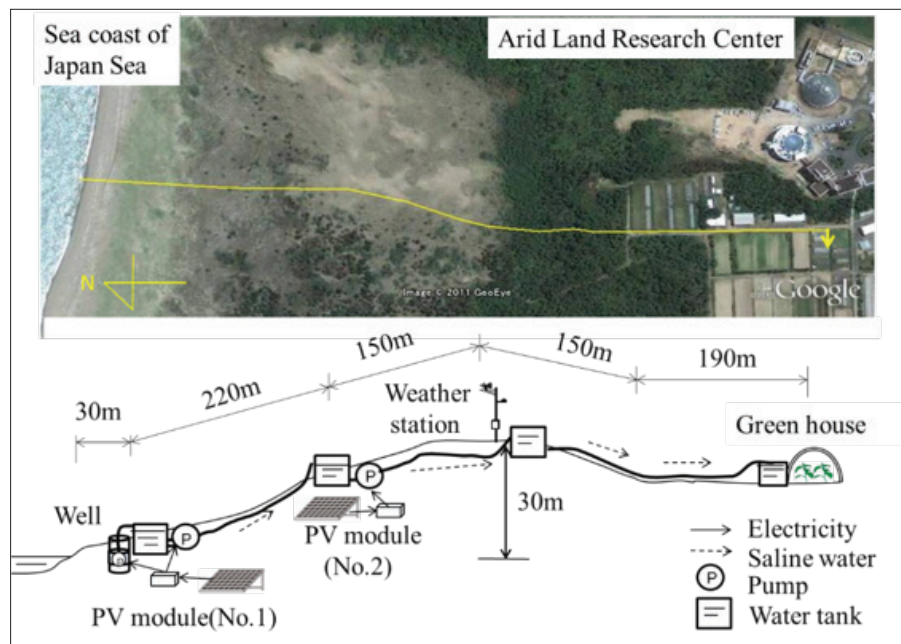 Sea coast of
Japan Sea
Arid Land Research Center
N
Image © 2011 GeoEye
Google
150m
150m
190m
220m
30m
Weather
station
Green house
P
30m
Well
PV module
(No.2)
P
P
PV module(No.1)
Electricity
Saline water
P
Pump
Water tank